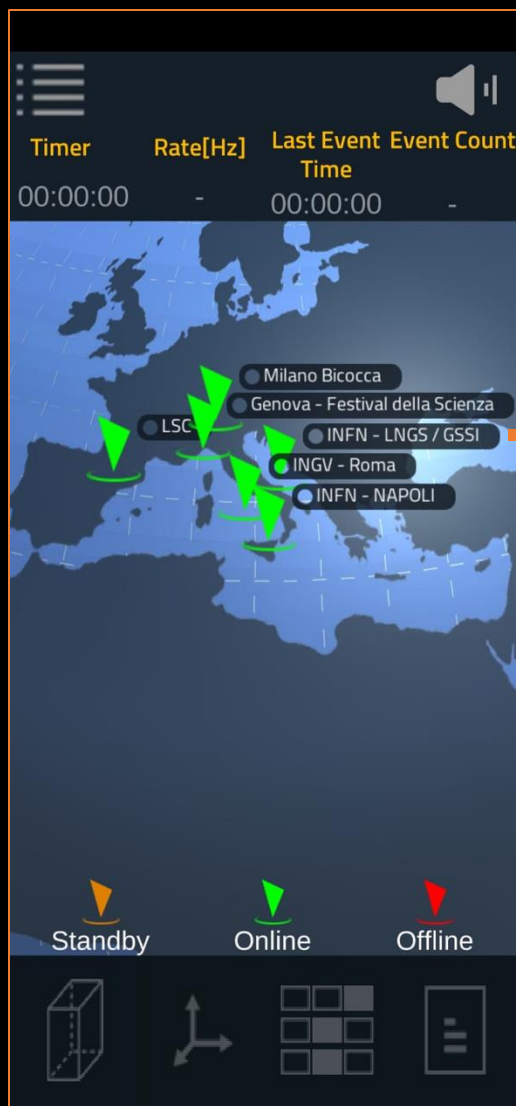 Timer Rate[Hz] Last Event Time Event Count
00:00:00 - 00:00:00 -
Milano Bicocca
Genova - Festival della Scienza
LSC
INFN - LNGS / GSSI
INGV - Roma
INFN - NAPOLI
Standby Online Offline